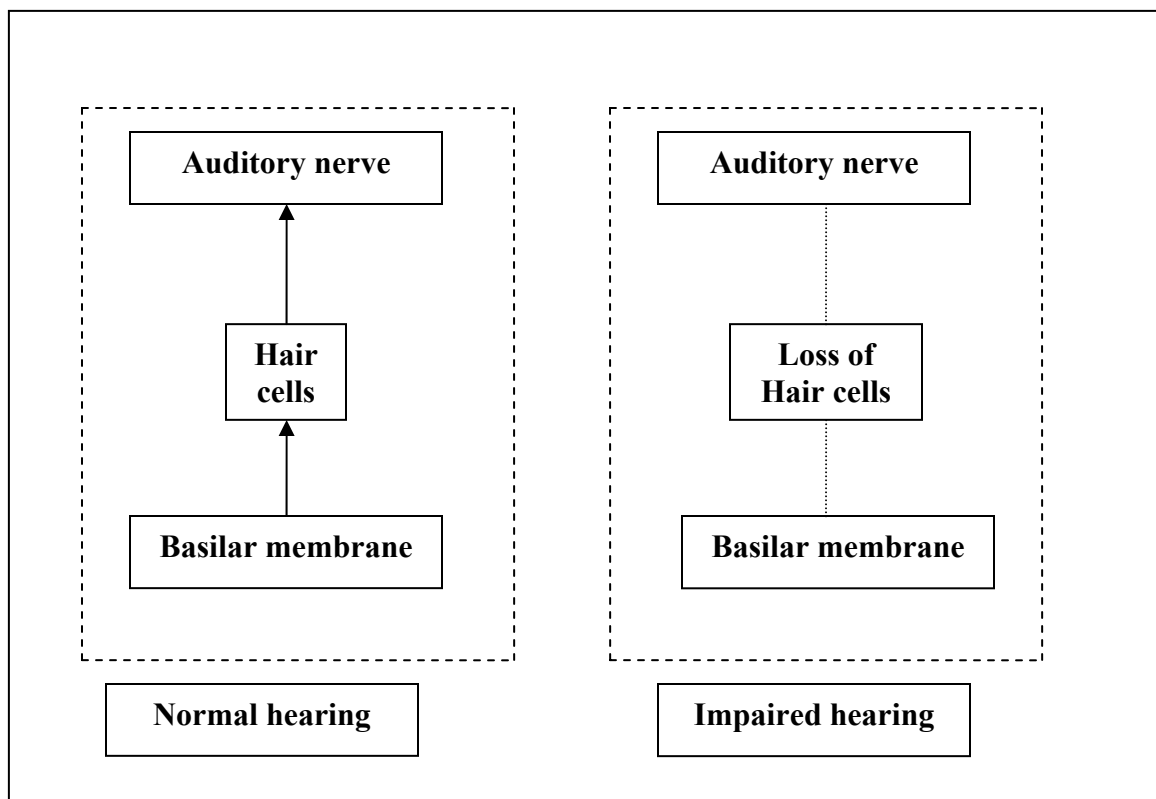 Auditory nerve
Hair
cells
Basilar membrane
Normal hearing
Auditory nerve
Loss of
Hair cells
Basilar membrane
Impaired hearing